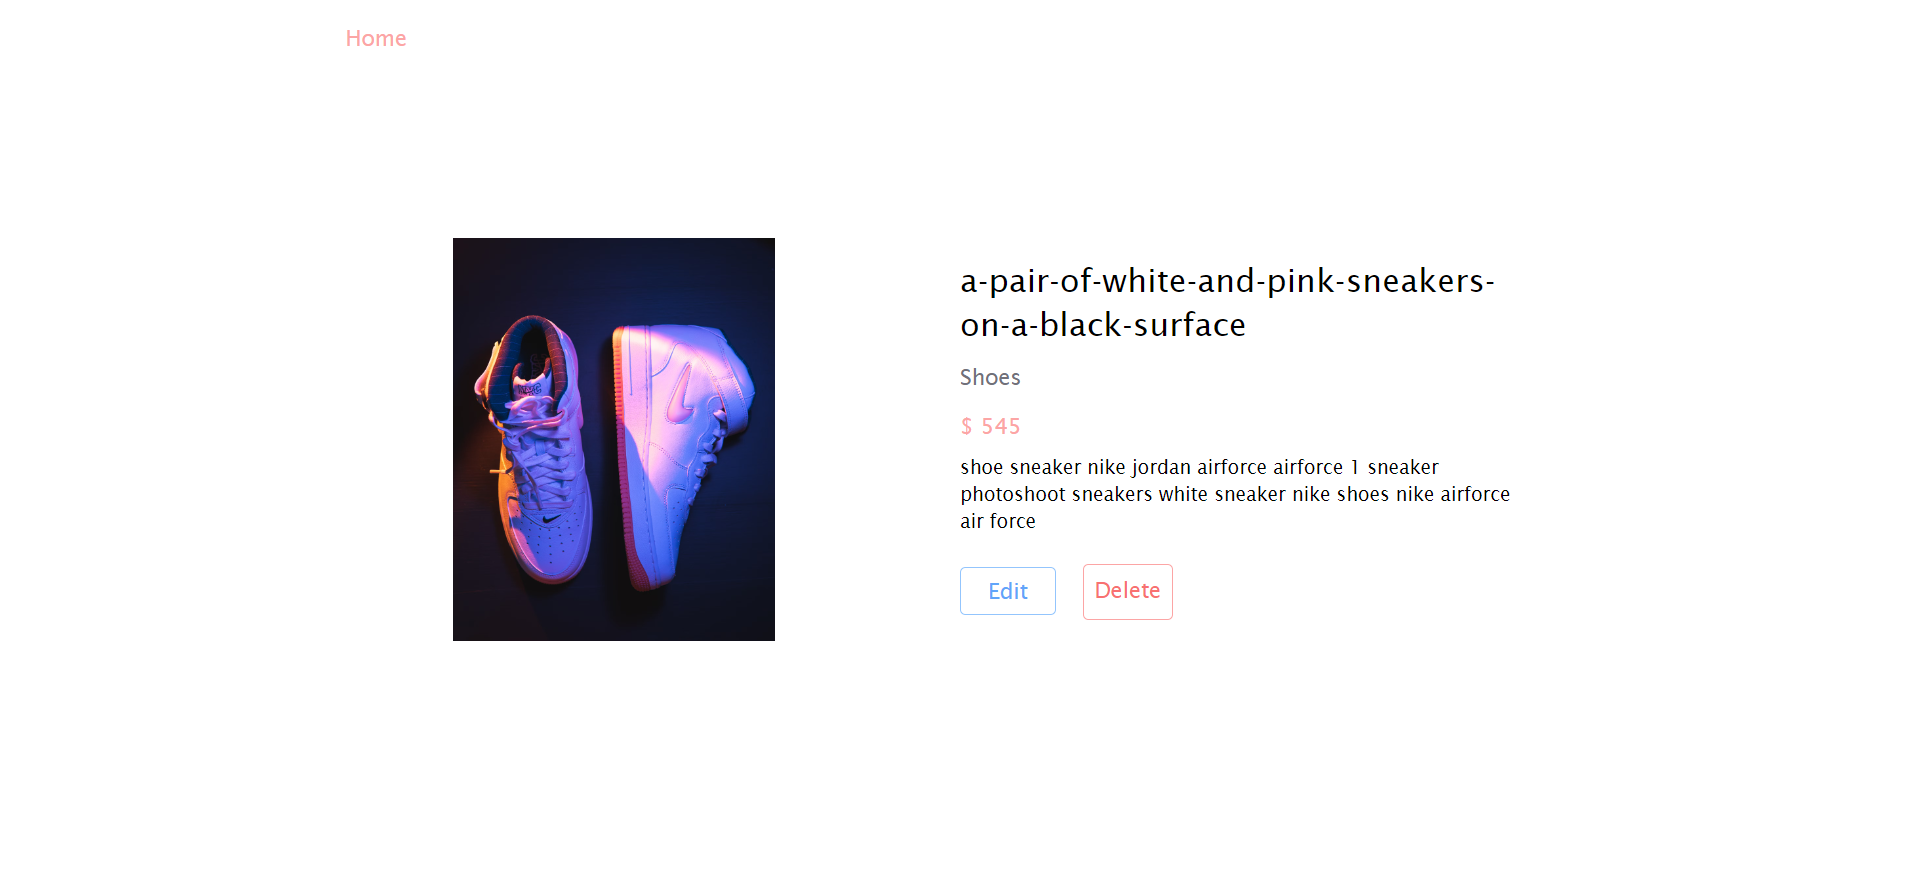 Home
a-pair-of-white-and-pink-sneakers-
on-a-black-surface
Shoes
$ 545
shoe sneaker nike jordan airforce airforce 1 sneaker
photoshoot sneakers white sneaker nike shoes nike airforce
air force
Edit
Delete